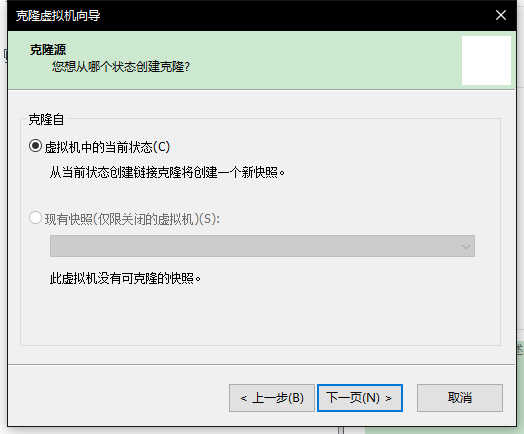 克隆虚拟机向导
克隆源
您想从哪个状态创建克隆?
克隆自
虚拟机中的当前状态(C)
从当前状态创建链接克隆将创建一个新快照。
现有快照(仅限关闭的虚拟机)(S):
此虚拟机没有可克隆的快照。
< 上一步(B)
下一页(N) >
取消